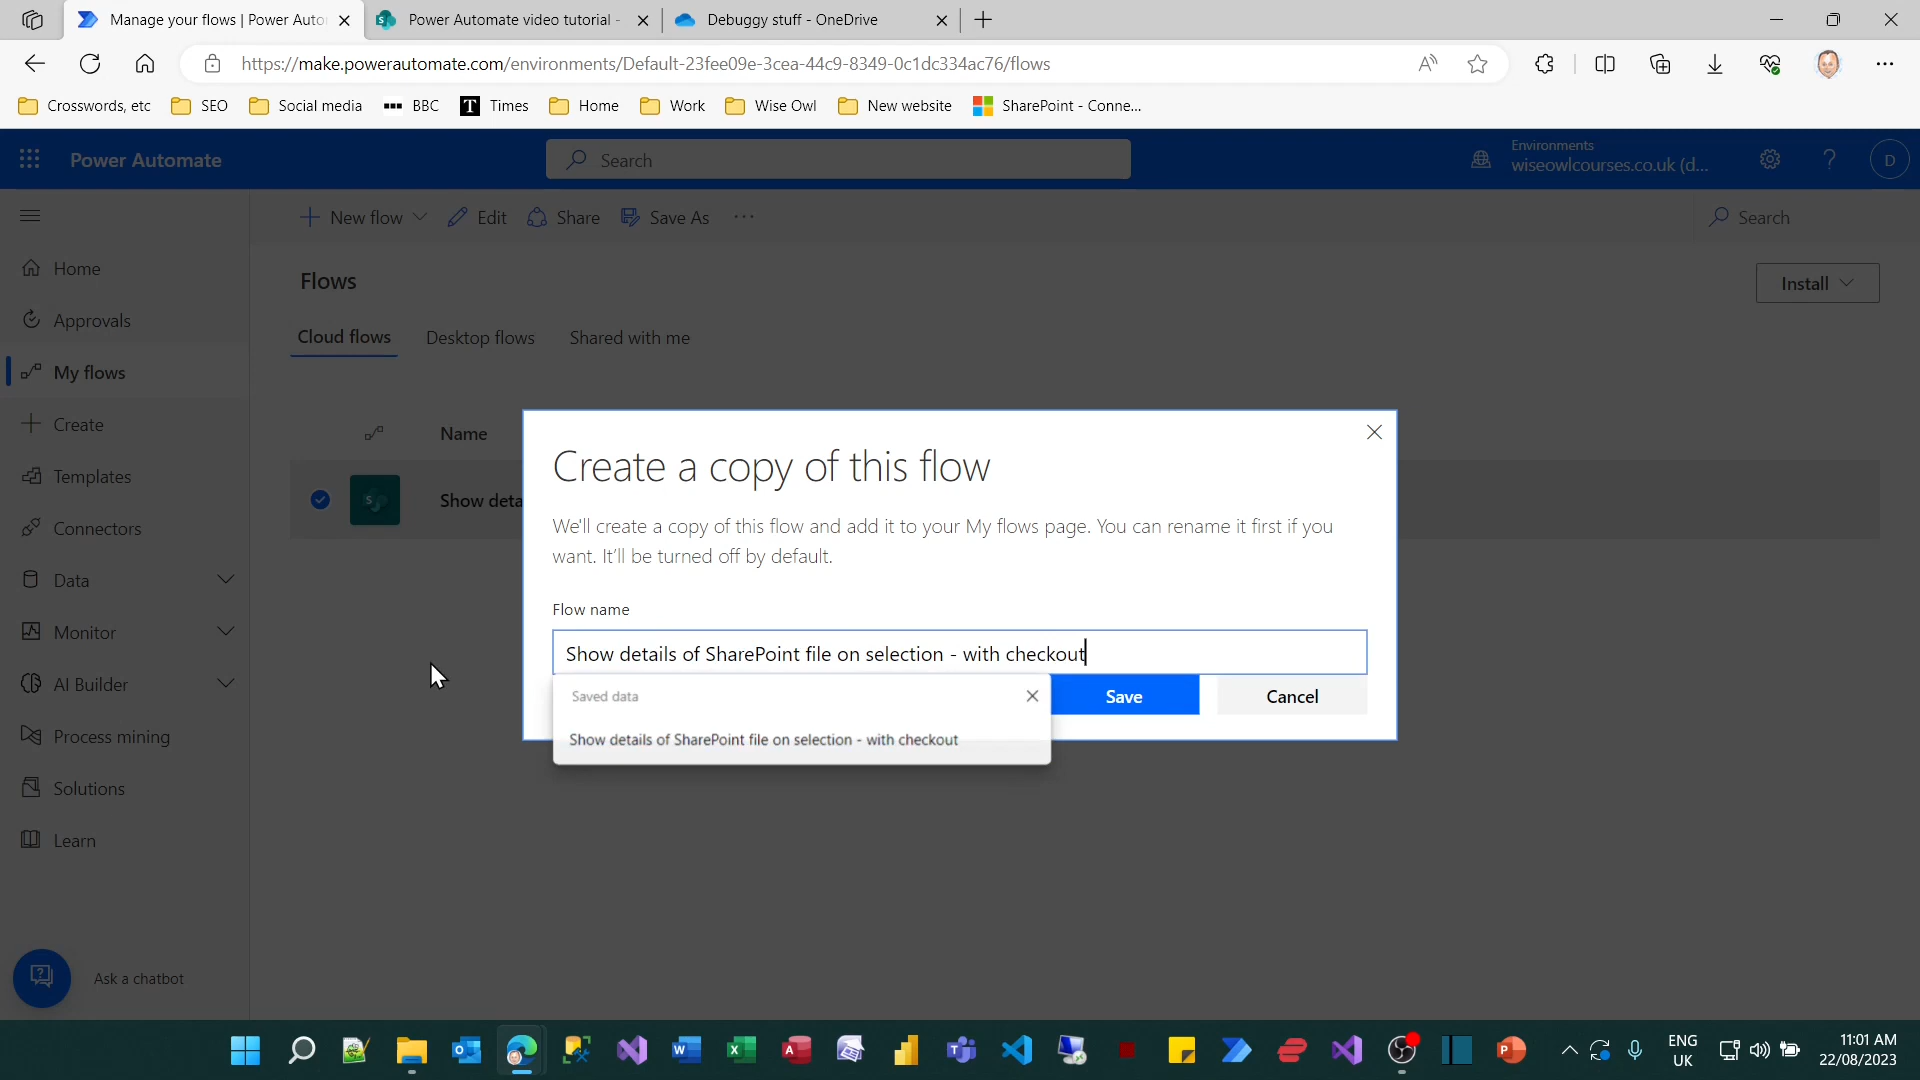 Manage your flows | Power Auto
Power Automate video tutorial -
Debuggy stuff - OneDrive
https://make.powerautomate.com/environments/Default-23fee09e-3cea-44c9-8349-0c1dc334ac76/flows
Crosswords, etc
SEO
Social media
BBC
T Times
Home
Work
Wise Owl
New website
SharePoint - Conne...
Power Automate
Search
Environments
wiseowlcourses.co.uk (d...
?
D
New flow
Edit
Share
Save As
...
Search
Home
Approvals
My flows
Create
Templates
Connectors
Data
Monitor
AI Builder
Process mining
Solutions
Learn
Ask a chatbot
Flows
Install
Cloud flows
Desktop flows
Shared with me
Name
Show deta
Create a copy of this flow
We'll create a copy of this flow and add it to your My flows page. You can rename it first if you
want. It'll be turned off by default.
Flow name
Show details of SharePoint file on selection - with checkout
Saved data
Show details of SharePoint file on selection - with checkout
Save
Cancel
ENG
UK
11:01 AM
22/08/2023